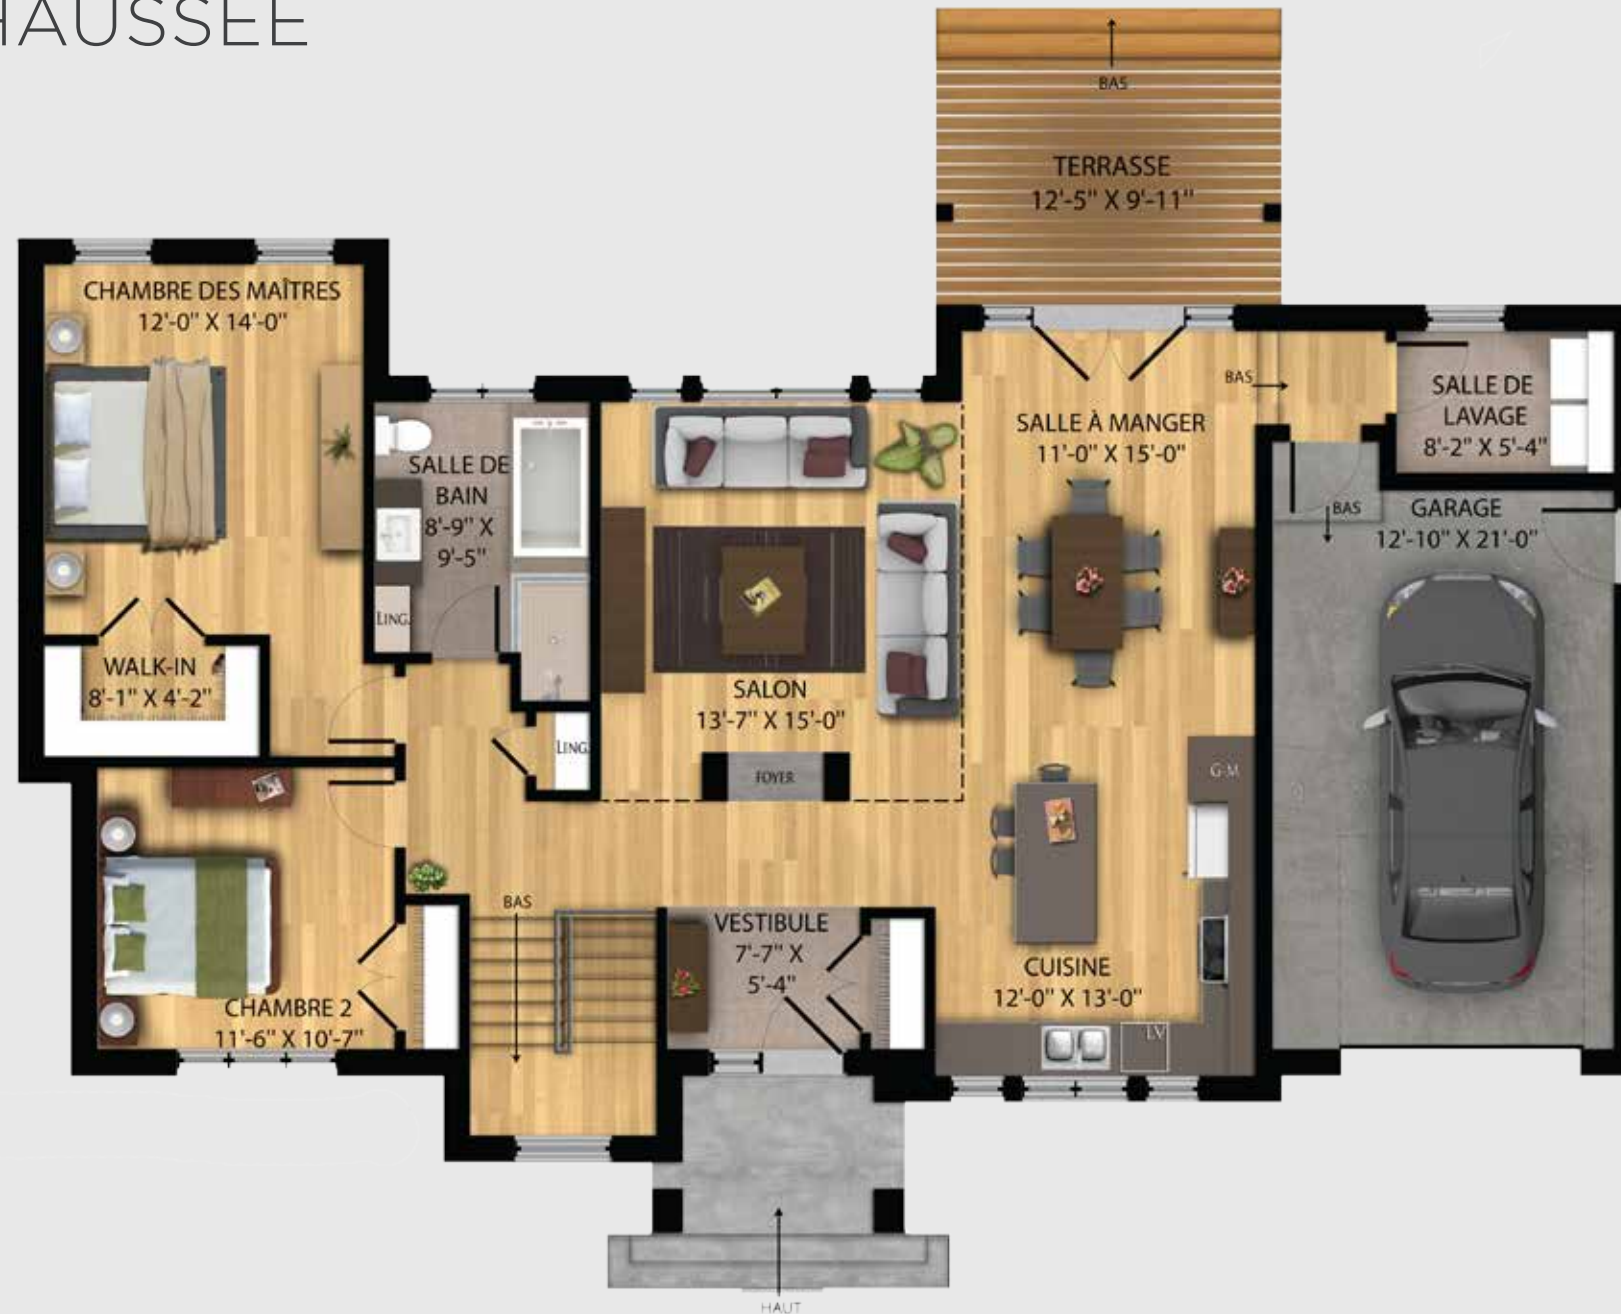 HAUSSÉE
BAS
TERRASSE
12'-5" X 9'-11"
CHAMBRE DES MAÎTRES
12'-0" X 14'-0"
BAS
SALLE DE
LAVAGE
8'-2" X 5'-4"
SALLE À MANGER
11'-0" X 15'-0"
SALLE DE
BAIN
8'-9" X
9'-5"
LING.
BAS
GARAGE
12'-10" X 21'-0"
WALK-IN
8'-1" X 4'-2"
SALON
13'-7" X 15'-0"
LING.
FOYER
G-M
BAS
VESTIBULE
7'-7" X
5'-4"
CUISINE
12'-0" X 13'-0"
LV
CHAMBRE 2
11'-6" X 10'-7"
HAUT